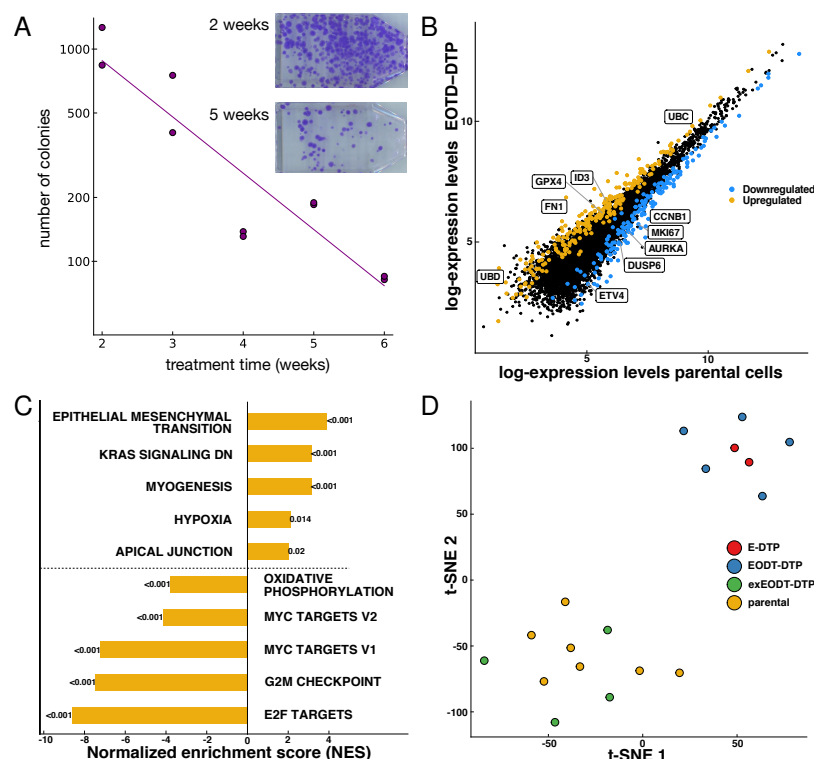 A
2 weeks
5 weeks
1000
500
200
100
number of colonies
2
3
4
5
6
treatment time (weeks)
B
log-expression levels EOTD–DTP
10
5
UBC
ID3
GPX4
FN1
CCNB1
MKI67
AURKA
DUSP6
UBD
ETV4
Downregulated
Upregulated
5
10
log-expression levels parental cells
C
EPITHELIAL MESENCHYMAL
TRANSITION
<0.001
KRAS SIGNALING DN
<0.001
MYOGENESIS
<0.001
HYPOXIA
0.014
APICAL JUNCTION
0.02
<0.001
OXIDATIVE
PHOSPHORYLATION
<0.001
MYC TARGETS V2
<0.001
MYC TARGETS V1
<0.001
G2M CHECKPOINT
<0.001
E2F TARGETS
-10
-8
-6
-4
-2
0
2
4
6
Normalized enrichment score (NES)
D
t-SNE 2
100
50
0
-50
-100
E-DTP
EODT-DTP
exEODT-DTP
parental
-50
0
50
t-SNE 1